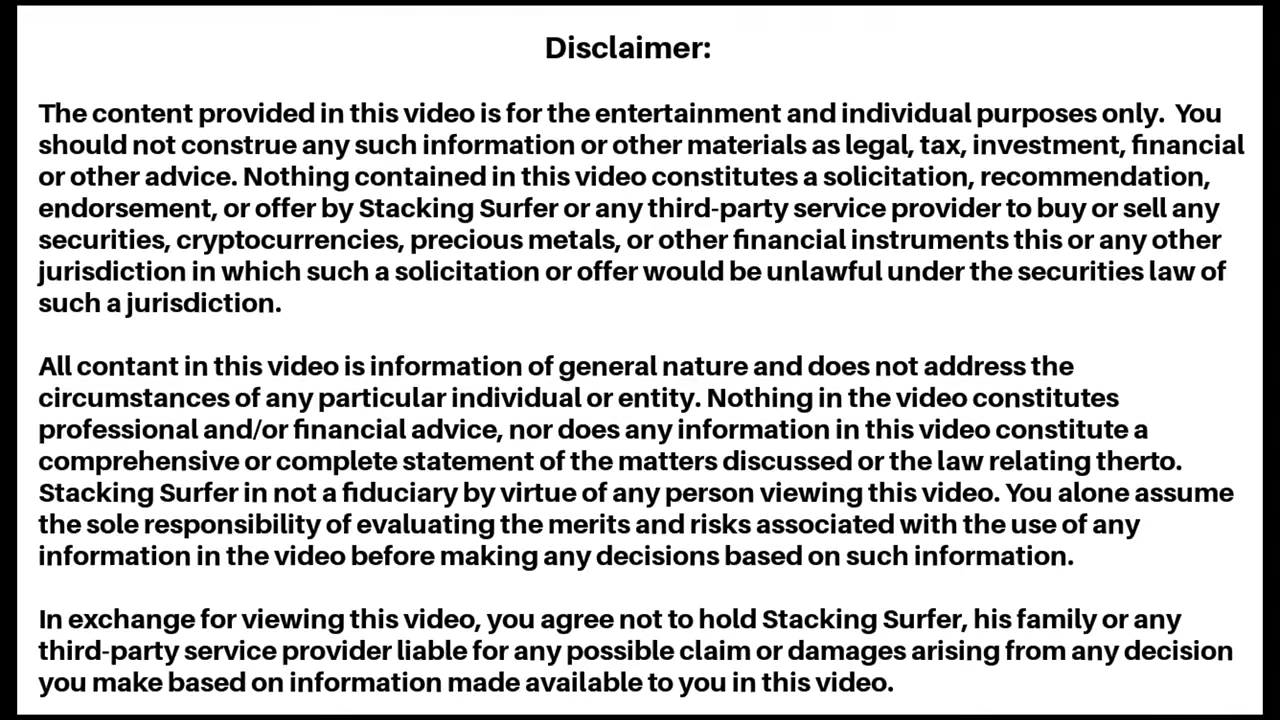 Disclaimer:
The content provided in this video is for the entertainment and individual purposes only.  You
should not construe any such information or other materials as legal, tax, investment, financial
or other advice. Nothing contained in this video constitutes a solicitation, recommendation,
endorsement, or offer by Stacking Surfer or any third-party service provider to buy or sell any
securities, cryptocurrencies, precious metals, or other financial instruments this or any other
jurisdiction in which such a solicitation or offer would be unlawful under the securities law of
such a jurisdiction.
All contant in this video is information of general nature and does not address the
circumstances of any particular individual or entity. Nothing in the video constitutes
professional and/or financial advice, nor does any information in this video constitute a
comprehensive or complete statement of the matters discussed or the law relating therto.
Stacking Surfer in not a fiduciary by virtue of any person viewing this video. You alone assume
the sole responsibility of evaluating the merits and risks associated with the use of any
information in the video before making any decisions based on such information.
In exchange for viewing this video, you agree not to hold Stacking Surfer, his family or any
third-party service provider liable for any possible claim or damages arising from any decision
you make based on information made available to you in this video.